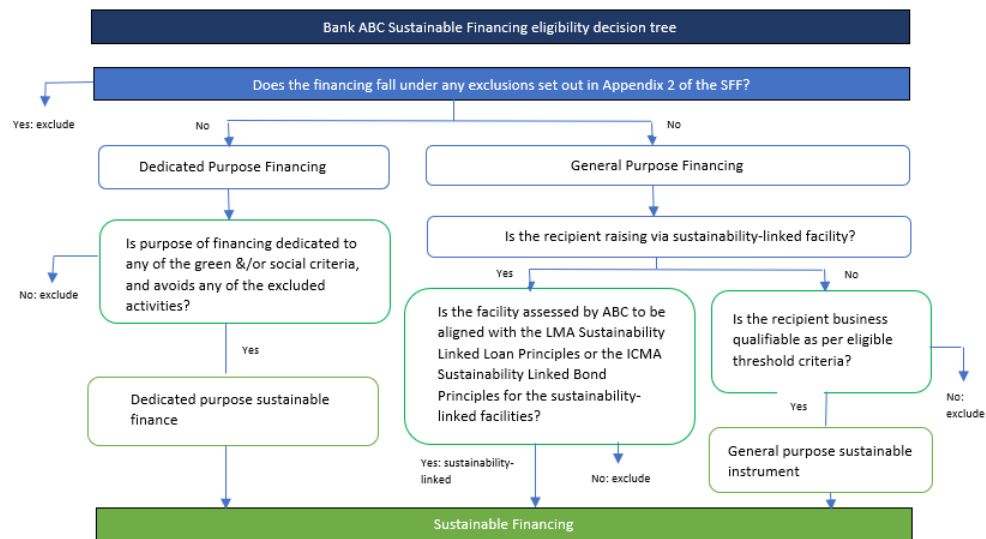 Bank ABC Sustainable Financing eligibility decision tree
Does the financing fall under any exclusions set out in Appendix 2 of the SFF?
Yes: exclude
No
No
Dedicated Purpose Financing
General Purpose Financing
Is purpose of financing dedicated to
any of the green &/or social criteria,
and avoids any of the excluded
activities?
No: exclude
Is the recipient raising via sustainability-linked facility?
Yes
No
Is the facility assessed by ABC to be
aligned with the LMA Sustainability
Linked Loan Principles or the ICMA
Sustainability Linked Bond
Principles for the sustainability-
linked facilities?
Is the recipient business
qualifiable as per eligible
threshold criteria?
No:
exclude
Yes
Dedicated purpose sustainable
finance
Yes
General purpose sustainable
instrument
Yes: sustainability-
linked
No: exclude
Sustainable Financing